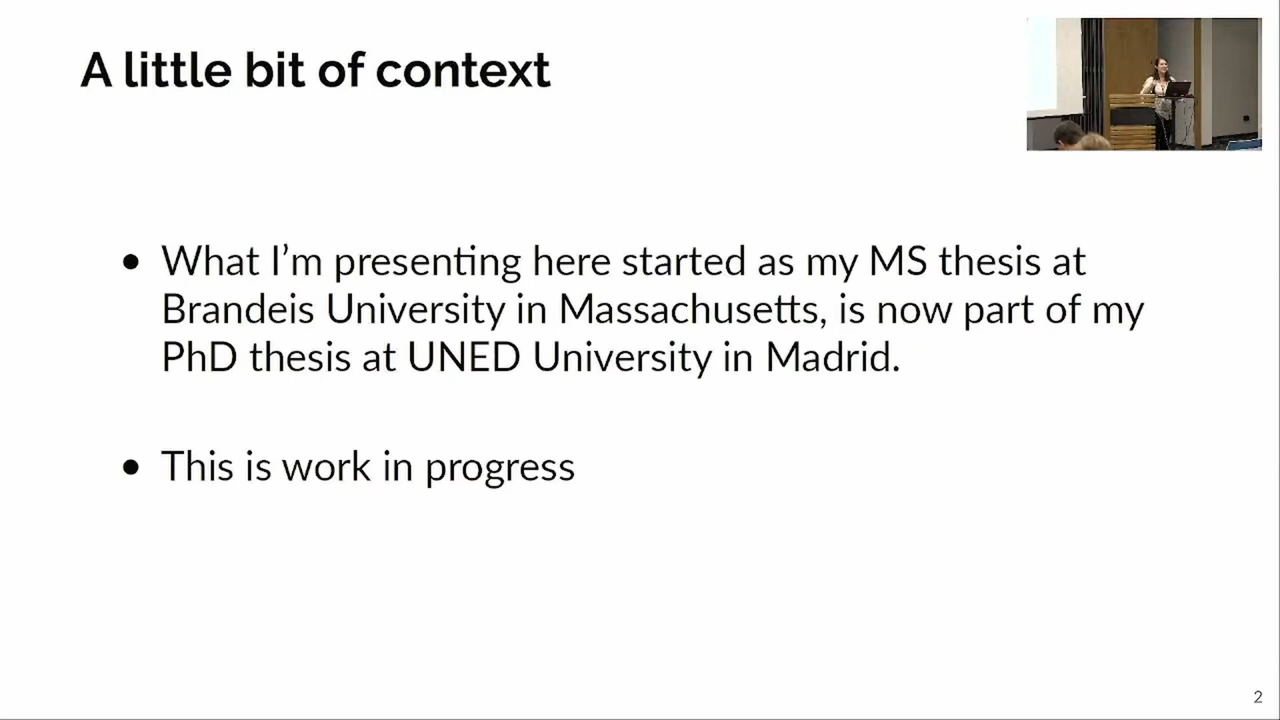 A little bit of context
● What I’m presenting here started as my MS thesis at
Brandeis University in Massachusetts, is now part of my
PhD thesis at UNED University in Madrid.
● This is work in progress
2